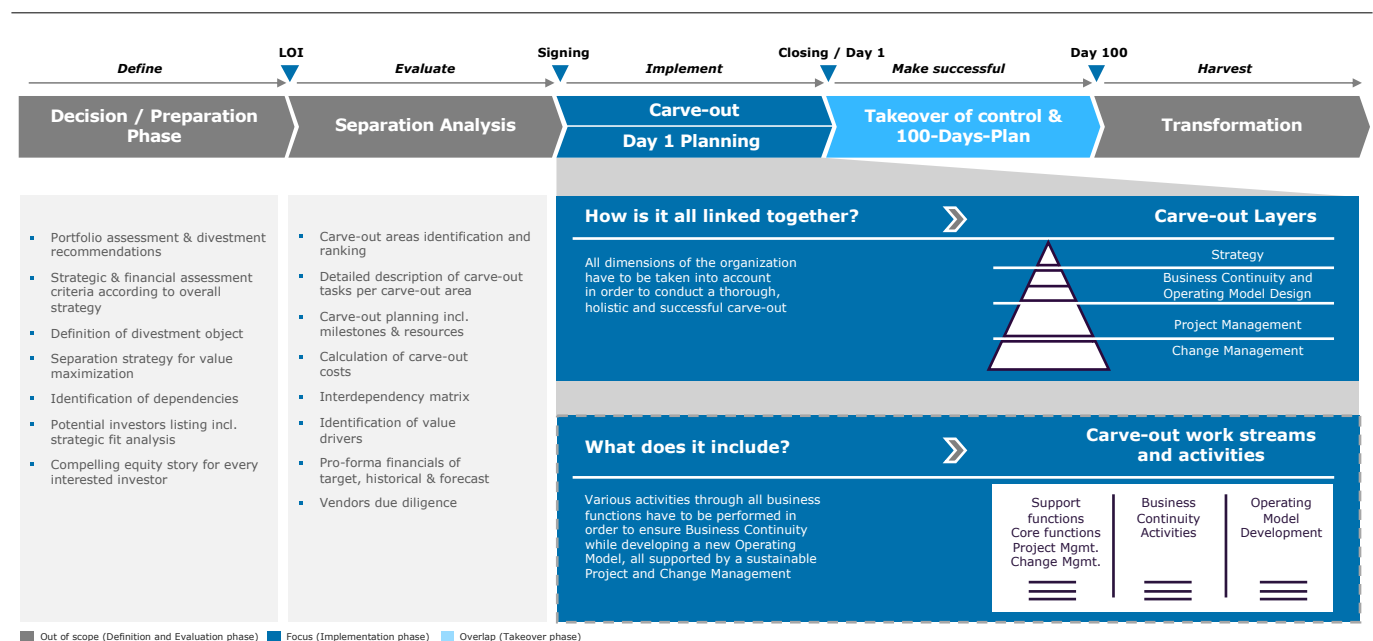 LOI
Signing
Closing / Day 1
Day 100
Define
Evaluate
Implement
Make successful
Harvest
Decision / Preparation
Phase
Separation Analysis
Carve-out
Day 1 Planning
Takeover of control &
100-Days-Plan
Transformation
Portfolio assessment & divestment
recommendations
Strategic & financial assessment
criteria according to overall
strategy
Definition of divestment object
Separation strategy for value
maximization
Identification of dependencies
Potential investors listing incl.
strategic fit analysis
Compelling equity story for every
interested investor
Carve-out areas identification and
ranking
Detailed description of carve-out
tasks per carve-out area
Carve-out planning incl.
milestones & resources
Calculation of carve-out
costs
Interdependency matrix
Identification of value
drivers
Pro-forma financials of
target, historical & forecast
Vendors due diligence
How is it all linked together?
Carve-out Layers
All dimensions of the organization
have to be taken into account
in order to conduct a thorough,
holistic and successful carve-out
Strategy
Business Continuity and
Operating Model Design
Project Management
Change Management
What does it include?
Carve-out work streams
and activities
Various activities through all business
functions have to be performed in
order to ensure Business Continuity
while developing a new Operating
Model, all supported by a sustainable
Project and Change Management
Support
functions
Core functions
Project Mgmt.
Change Mgmt.
Business
Continuity
Activities
Operating
Model
Development
Out of scope (Definition and Evaluation phase)
Focus (Implementation phase)
Overlap (Takeover phase)